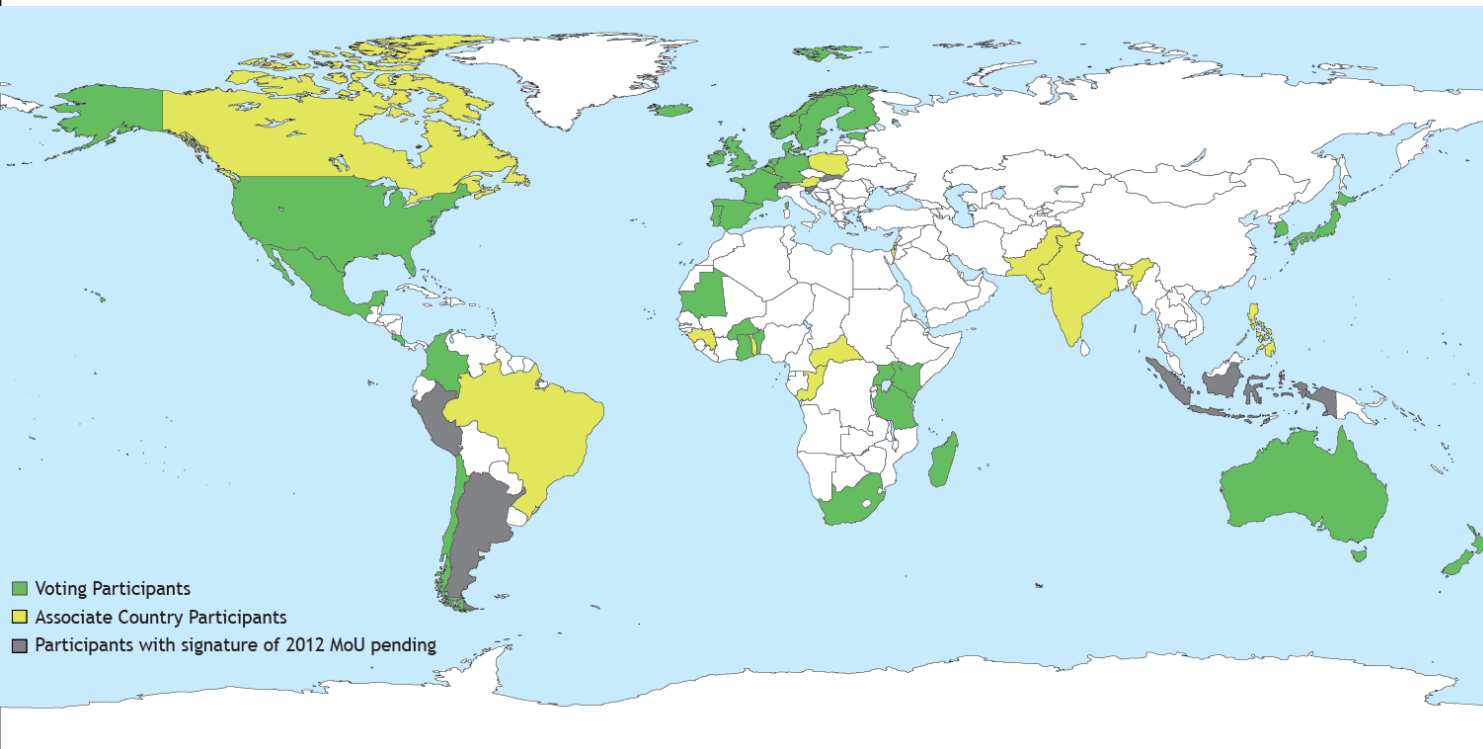 Voting Participants
Associate Country Participants
Participants with signature of 2012 MoU pending